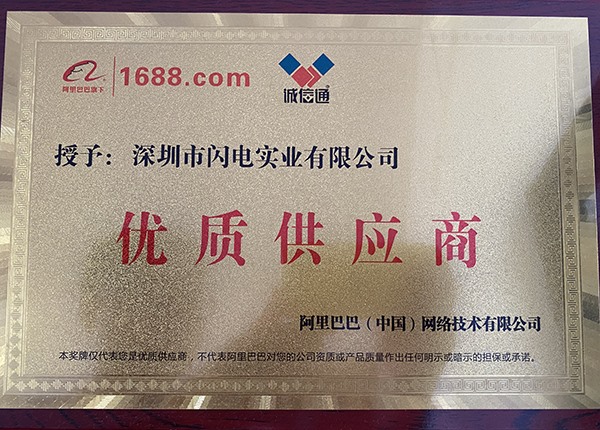 阿里巴巴旗下 1688.com 诚信通
授予：深圳市闪电实业有限公司
优质供应商
阿里巴巴（中国）网络技术有限公司
本奖牌仅代表您是优质供应商，不代表阿里巴巴对您的公司资质或产品质量作出任何明示或暗示的担保或承诺。